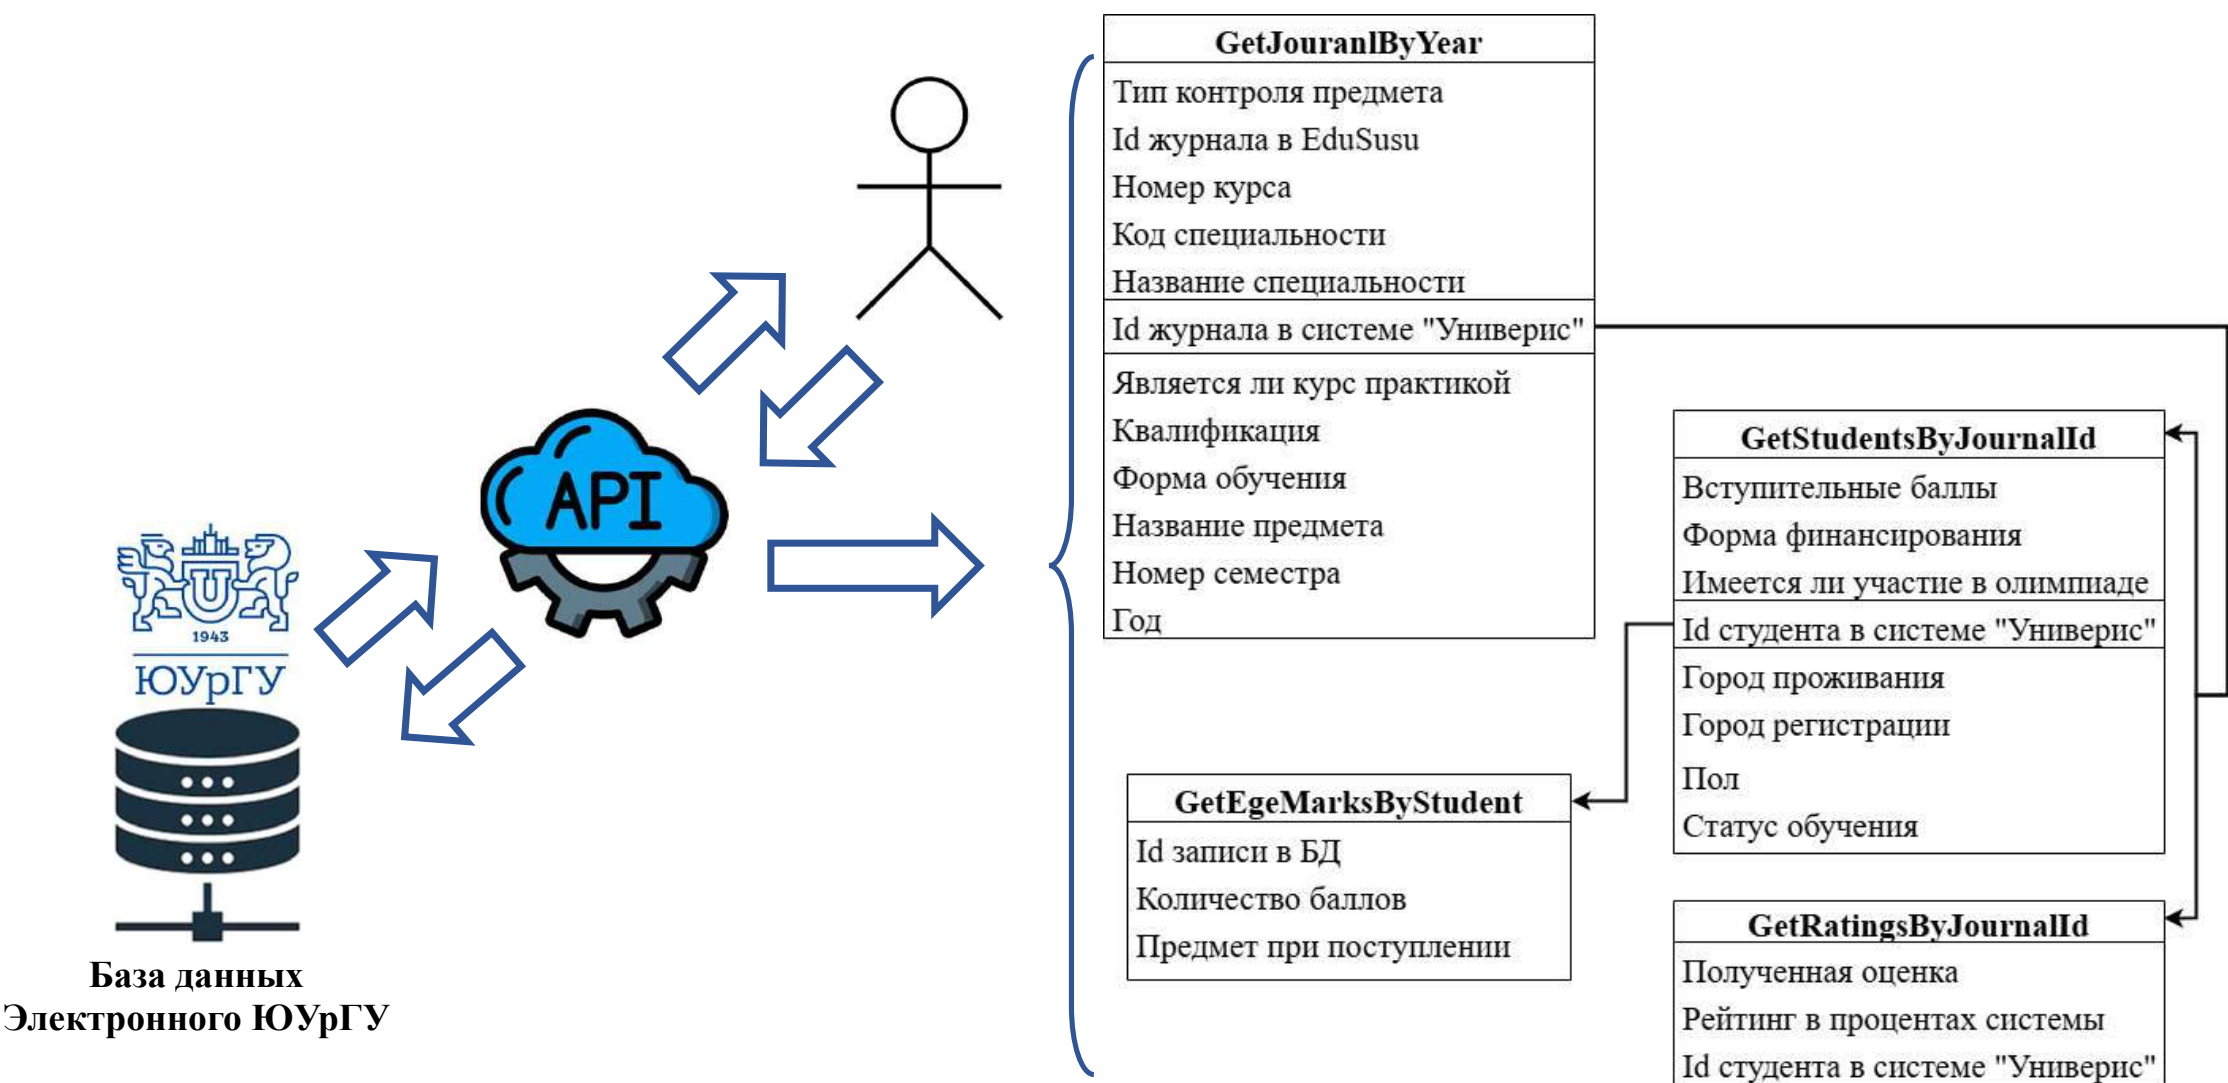 GetJouranlByYear
Тип контроля предмета
Id журнала в EduSusu
Номер курса
Код специальности
Название специальности
Id журнала в системе "Универис"
Является ли курс практикой
Квалификация
Форма обучения
Название предмета
Номер семестра
Год
GetStudentsByJournalId
Вступительные баллы
Форма финансирования
Имеется ли участие в олимпиаде
Id студента в системе "Универис"
Город проживания
Город регистрации
Пол
Статус обучения
GetEgeMarksByStudent
Id записи в БД
Количество баллов
Предмет при поступлении
GetRatingsByJournalId
Полученная оценка
Рейтинг в процентах системы
Id студента в системе "Универис"
API
1943
ЮУрГУ
База данных
Электронного ЮУрГУ